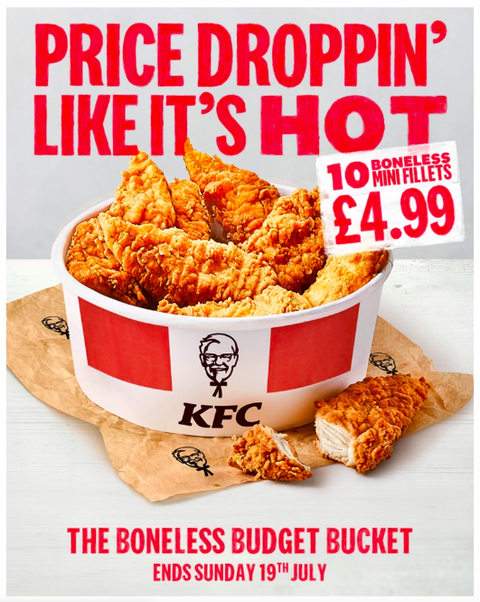 PRICE DROPPIN'
LIKE IT'S HOT
10 BONELESS
MINI FILLETS
£4.99
KFC
THE BONELESS BUDGET BUCKET
ENDS SUNDAY 19TH JULY